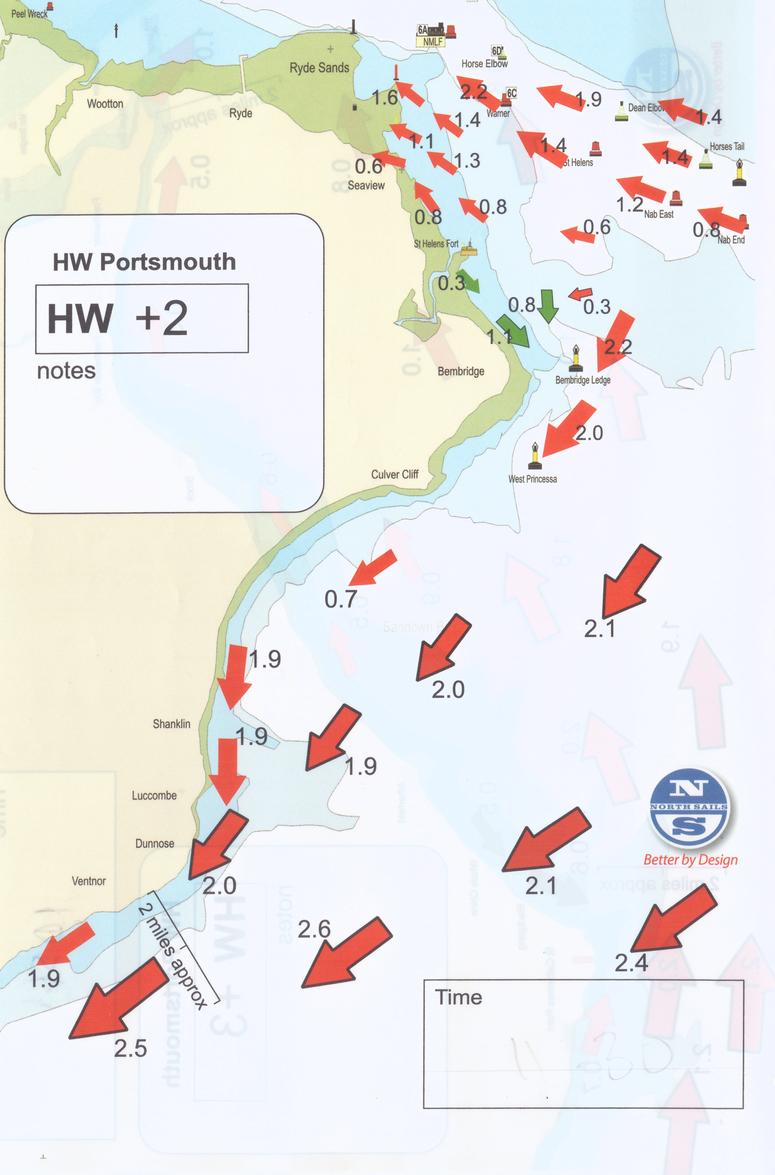 Peel Wreck
6A
NMLF
6D
Horse Elbow
Ryde Sands
1.6
2.2
6C
Warner
1.9
Dean Elbow
1.4
Wootton
Ryde
1.4
1.1
1.4
St Helens
1.4
Horses Tail
0.6
1.3
Seaview
1.2
Nab East
0.8
0.8
0.8
Nab End
0.6
St Helens Fort
HW Portsmouth
0.3
HW +2
0.8
0.3
1.1
2.2
notes
Bembridge
Bembridge Ledge
2.0
Culver Cliff
West Princessa
0.7
2.1
1.9
2.0
Shanklin
1.9
1.9
Luccombe
N
NORTH SAILS
S
Dunnose
Better by Design
Ventnor
2.0
2.1
2 miles approx
2.6
1.9
2.4
Time
2.5